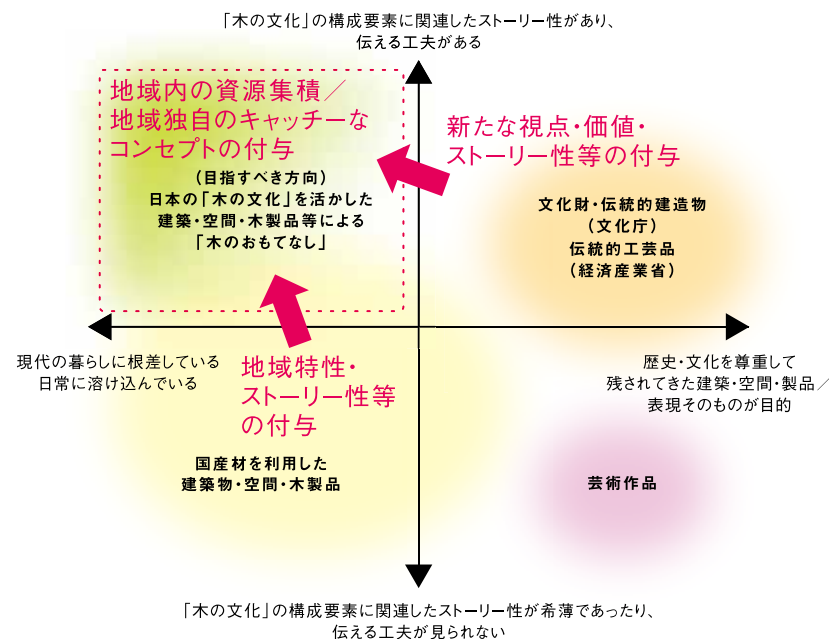 「木の文化」の構成要素に関連したストーリー性があり、
伝える工夫がある
地域内の資源集積／
地域独自のキャッチーな
コンセプトの付与
（目指すべき方向）
日本の「木の文化」を活かした
建築・空間・木製品等による
「木のおもてなし」
新たな視点・価値・
ストーリー性等の付与
文化財・伝統的建造物
（文化庁）
伝統的工芸品
（経済産業省）
現代の暮らしに根差している
日常に溶け込んでいる
歴史・文化を尊重して
残されてきた建築・空間・製品／
表現そのものが目的
地域特性・
ストーリー性等
の付与
国産材を利用した
建築物・空間・木製品
芸術作品
「木の文化」の構成要素に関連したストーリー性が希薄であったり、
伝える工夫が見られない